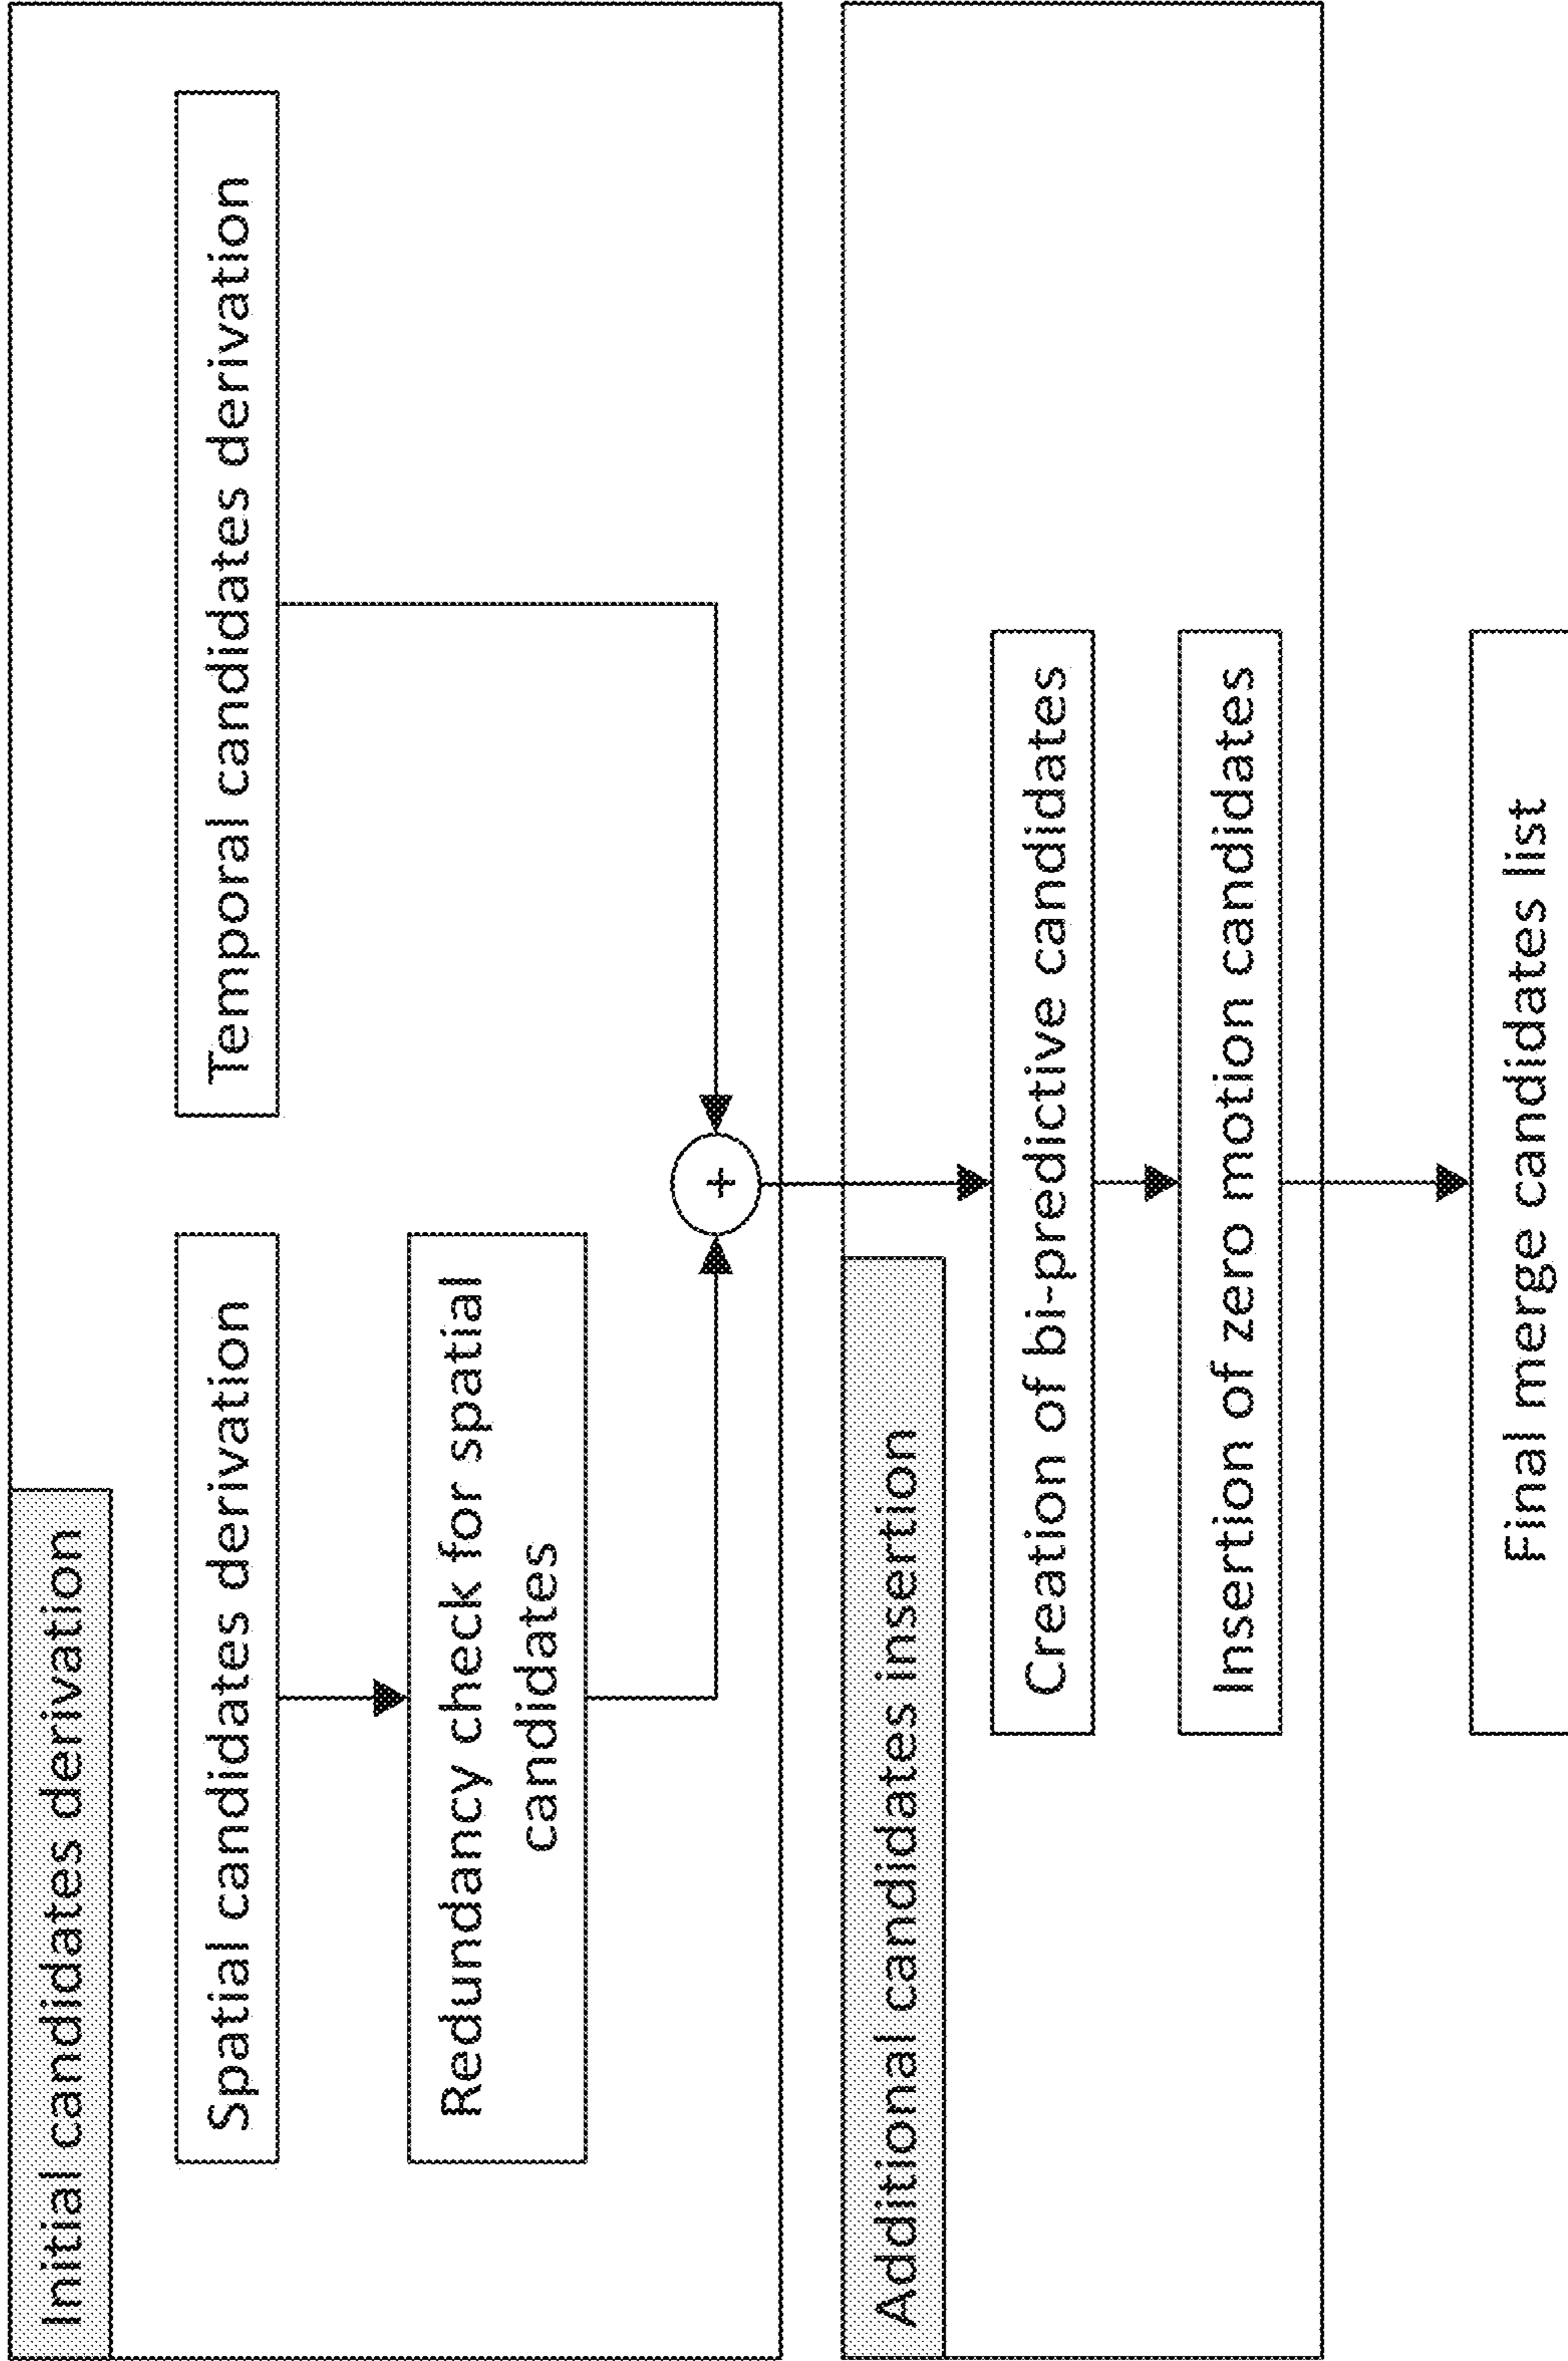 Initial candidates derivation
Spatial candidates derivation
Temporal candidates derivation
Redundancy check for spatial
candidates
+
Additional candidates insertion
Creation of bi-predictive candidates
Insertion of zero motion candidates
Final merge candidates list